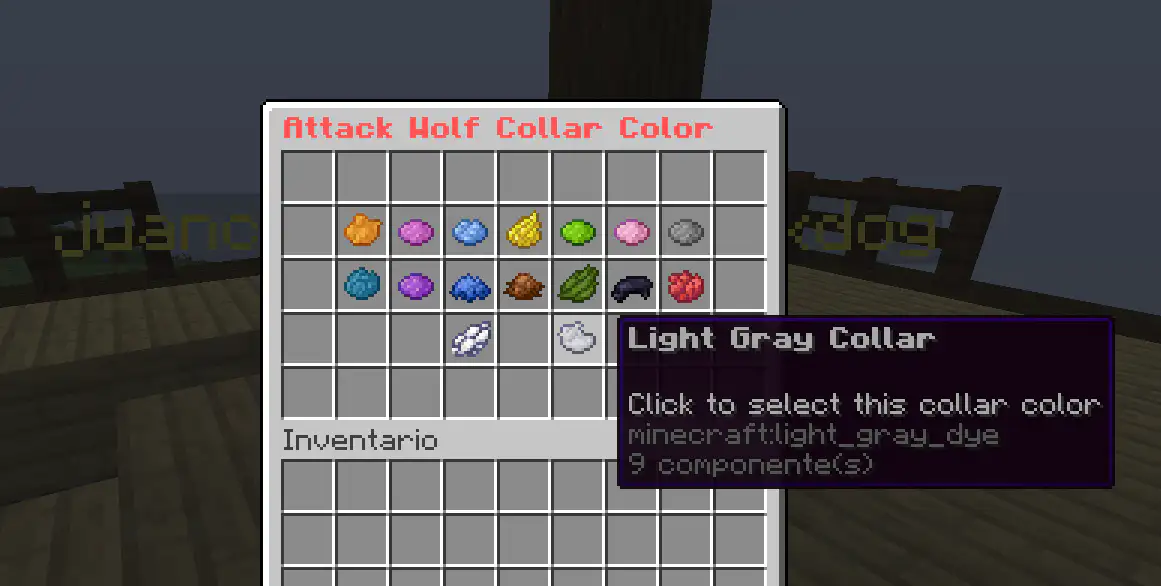 Attack Wolf Collar Color
Light Gray Collar
Click to select this collar color
minecraft:light_gray_dye
9 componente(s)
Inventario